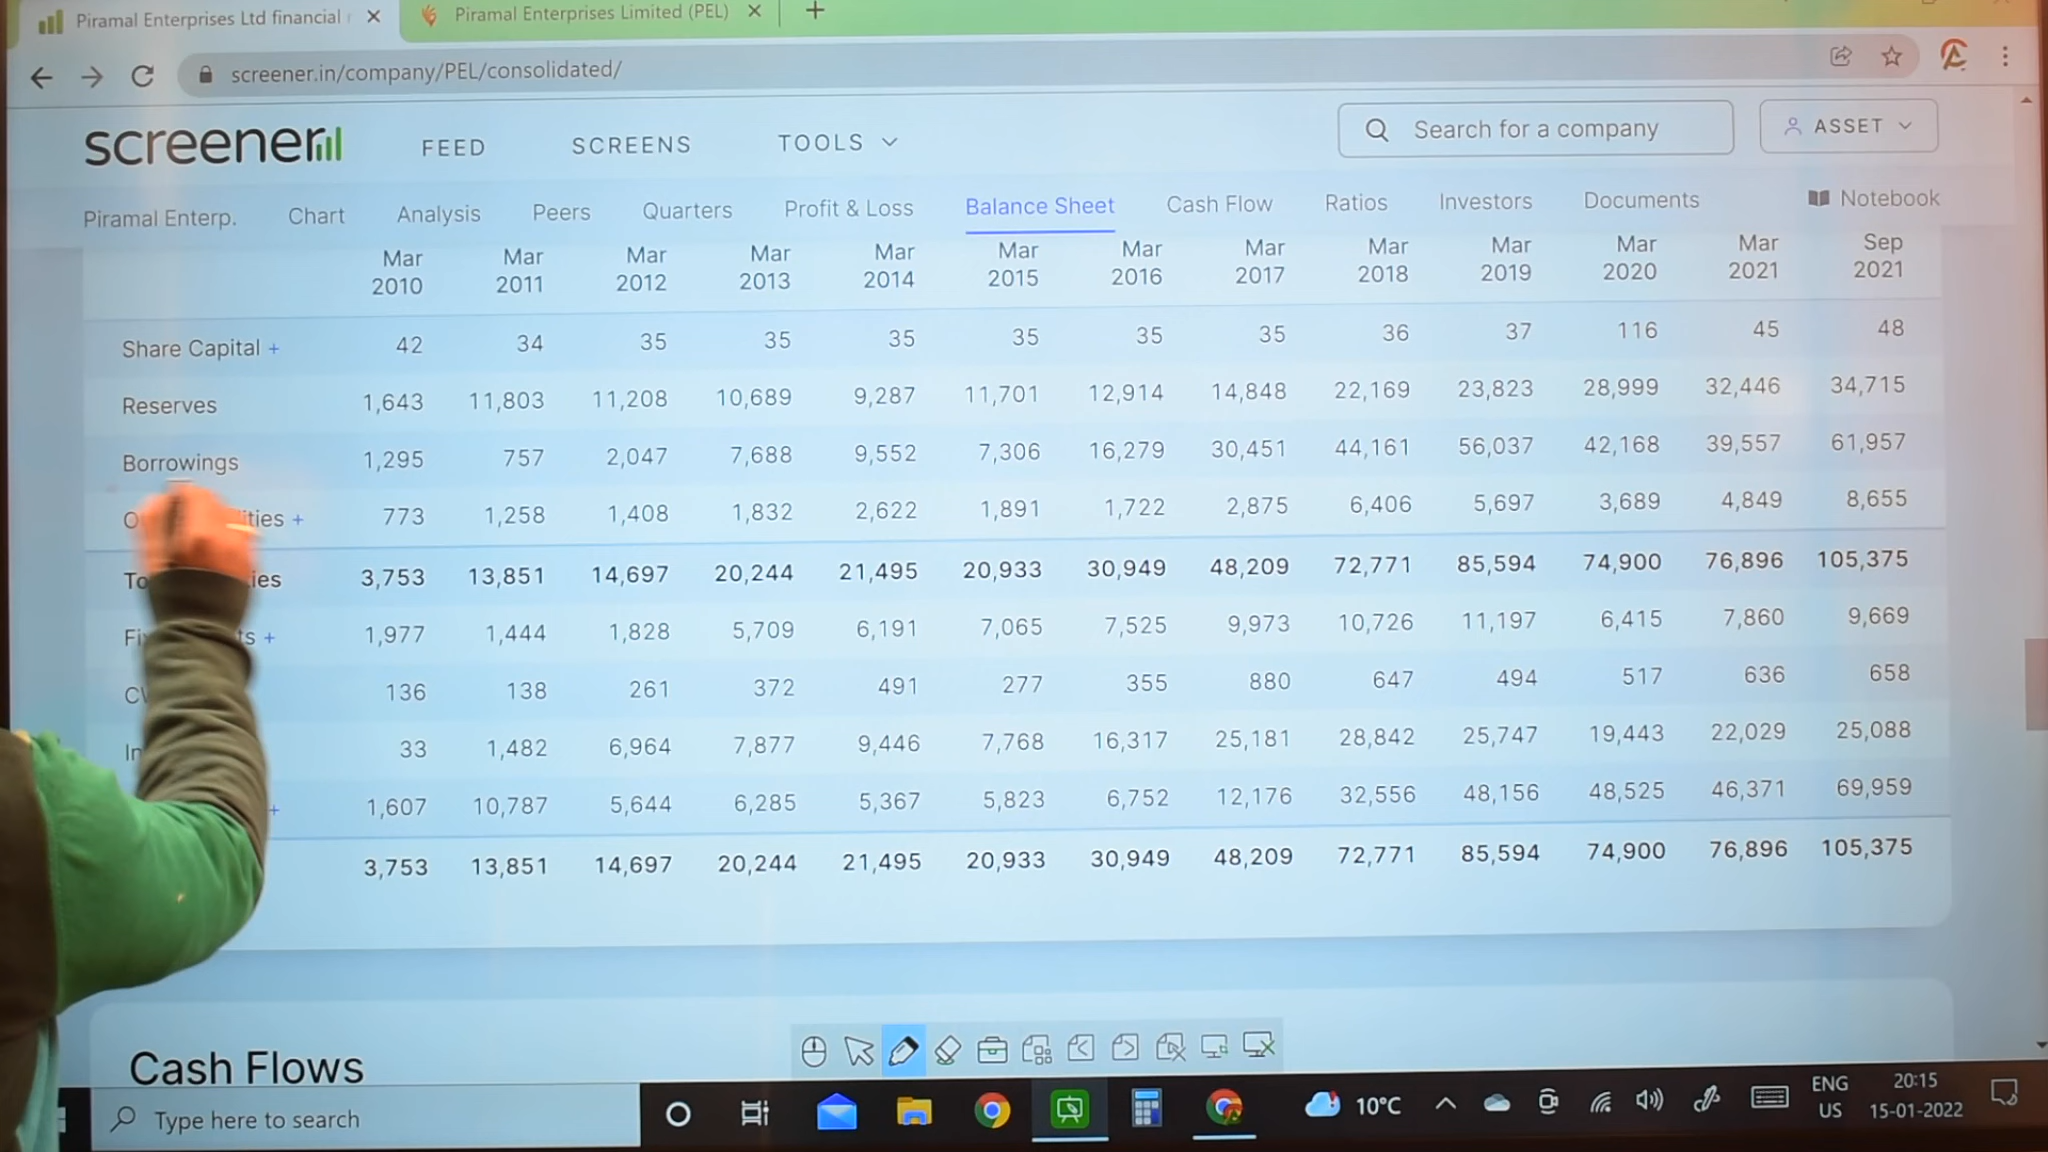 Piramal Enterprises Ltd financial
Piramal Enterprises Limited (PEL)
screener.in/company/PEL/consolidated/
screener
FEED
SCREENS
TOOLS
Search for a company
ASSET
Piramal Enterp.
Chart
Analysis
Peers
Quarters
Profit & Loss
Balance Sheet
Cash Flow
Ratios
Investors
Documents
Notebook
Mar 2010 Mar 2011 Mar 2012 Mar 2013 Mar 2014 Mar 2015 Mar 2016 Mar 2017 Mar 2018 Mar 2019 Mar 2020 Mar 2021 Sep 2021
Share Capital + 42 34 35 35 35 35 35 35 36 37 116 45 48
Reserves 1,643 11,803 11,208 10,689 9,287 11,701 12,914 14,848 22,169 23,823 28,999 32,446 34,715
Borrowings 1,295 757 2,047 7,688 9,552 7,306 16,279 30,451 44,161 56,037 42,168 39,557 61,957
+ 773 1,258 1,408 1,832 2,622 1,891 1,722 2,875 6,406 5,697 3,689 4,849 8,655
3,753 13,851 14,697 20,244 21,495 20,933 30,949 48,209 72,771 85,594 74,900 76,896 105,375
+ 1,977 1,444 1,828 5,709 6,191 7,065 7,525 9,973 10,726 11,197 6,415 7,860 9,669
136 138 261 372 491 277 355 880 647 494 517 636 658
33 1,482 6,964 7,877 9,446 7,768 16,317 25,181 28,842 25,747 19,443 22,029 25,088
+ 1,607 10,787 5,644 6,285 5,367 5,823 6,752 12,176 32,556 48,156 48,525 46,371 69,959
3,753 13,851 14,697 20,244 21,495 20,933 30,949 48,209 72,771 85,594 74,900 76,896 105,375
Cash Flows
Type here to search
10°C
ENG
US
20:15
15-01-2022